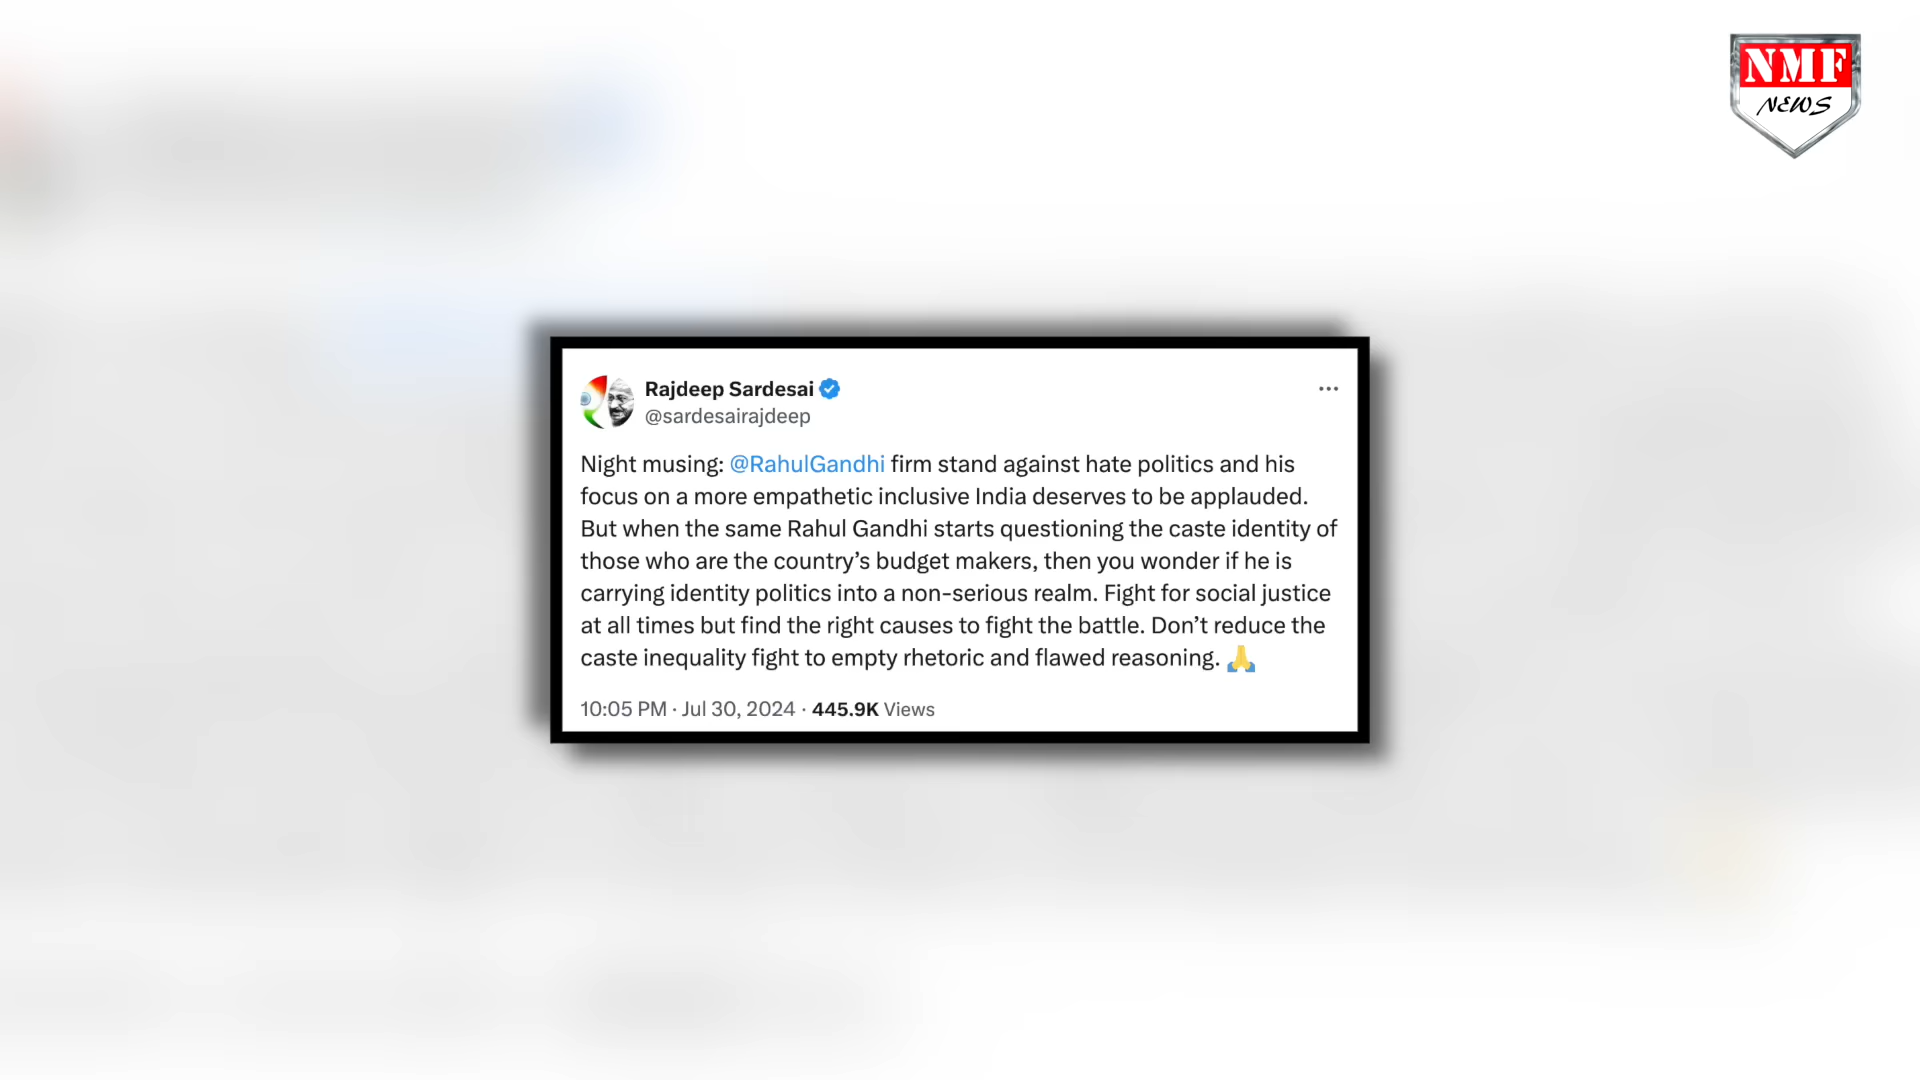 NMF
NEWS
Rajdeep Sardesai
@sardesairajdeep
Night musing: @RahulGandhi firm stand against hate politics and his
focus on a more empathetic inclusive India deserves to be applauded.
But when the same Rahul Gandhi starts questioning the caste identity of
those who are the country’s budget makers, then you wonder if he is
carrying identity politics into a non-serious realm. Fight for social justice
at all times but find the right causes to fight the battle. Don’t reduce the
caste inequality fight to empty rhetoric and flawed reasoning. 🙏
10:05 PM · Jul 30, 2024 · 445.9K Views